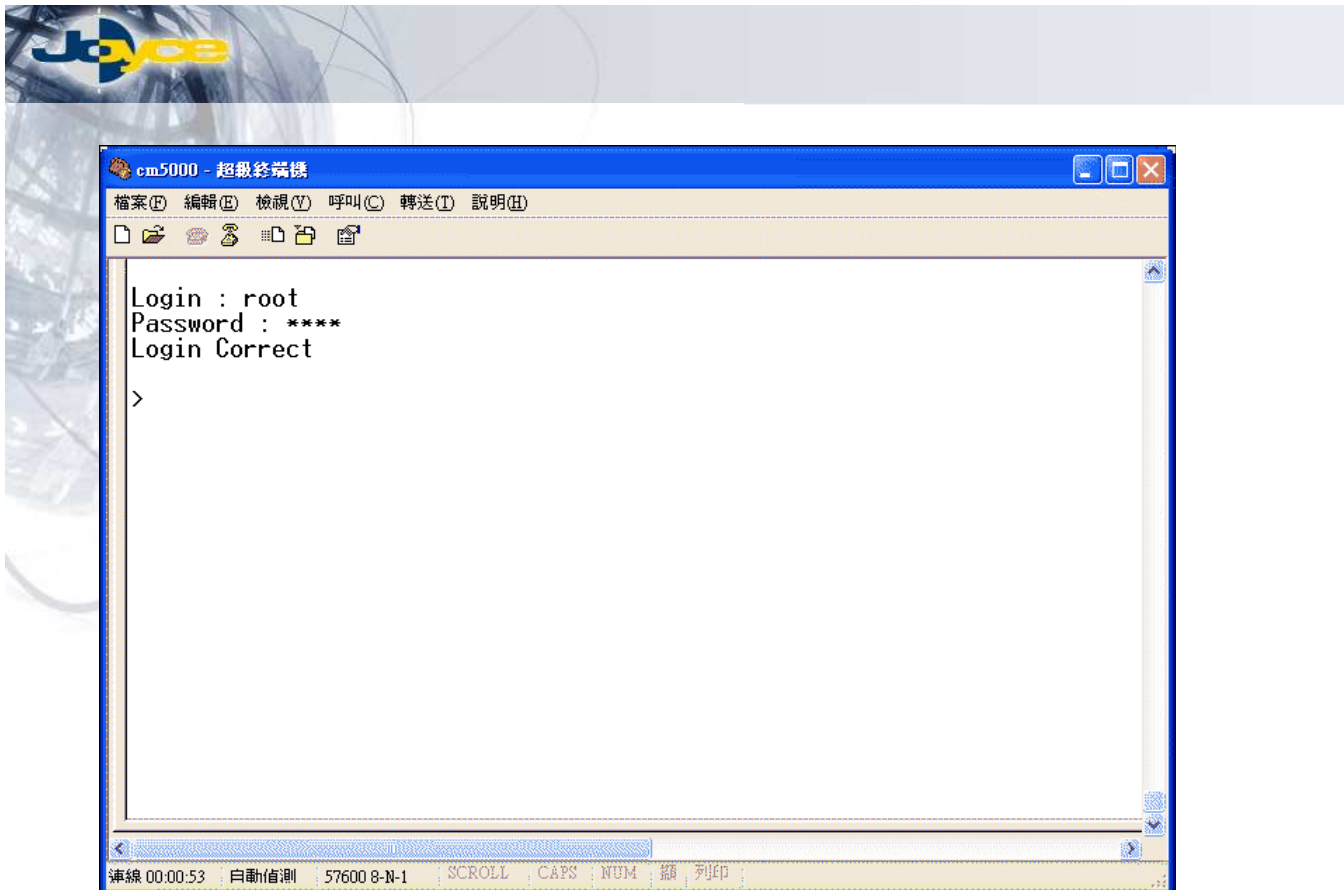 Joyce
cm5000 - 超級終端機
檔案(F) 編輯(E) 檢視(V) 呼叫(C) 轉送(T) 說明(H)
Login : root
Password : ****
Login Correct
>
連線 00:00:53 自動偵測 57600 8-N-1 SCROLL CAPS NUM 擷 列印